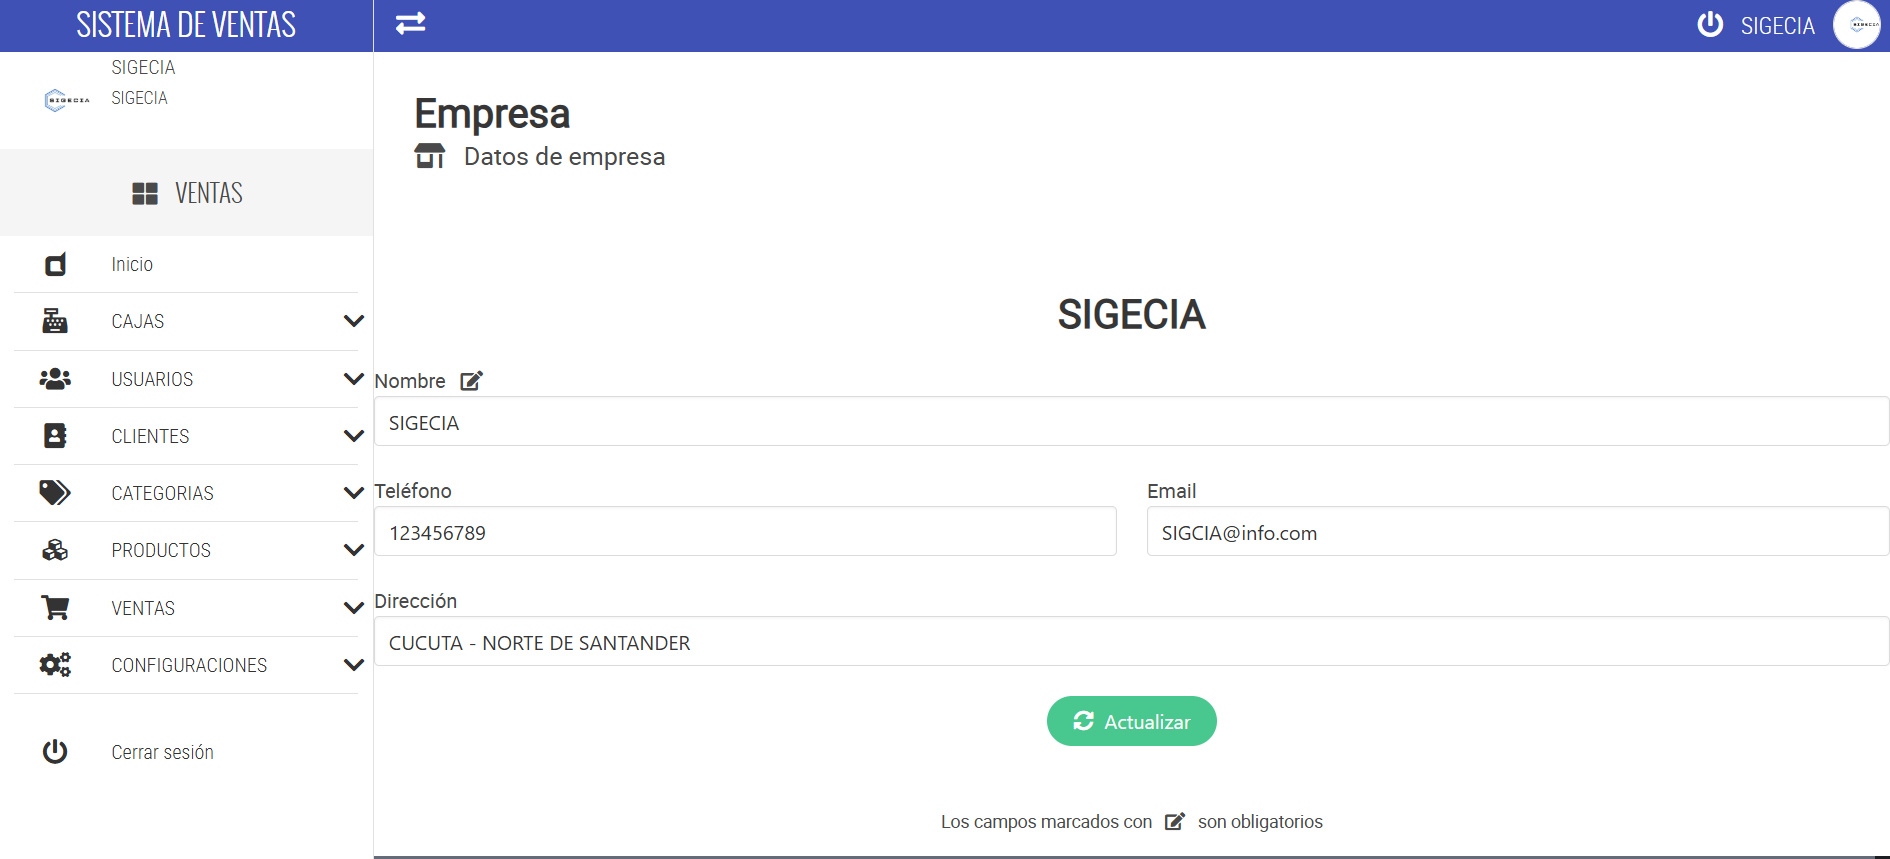 SISTEMA DE VENTAS
SIGECIA
SIGECIA
SIGECIA
SIGECIA
SIGECIA
VENTAS
Inicio
CAJAS
USUARIOS
CLIENTES
CATEGORIAS
PRODUCTOS
VENTAS
CONFIGURACIONES
Cerrar sesión
Empresa
Datos de empresa
SIGECIA
Nombre
SIGECIA
Teléfono
Email
123456789
SIGCIA@info.com
Dirección
CUCUTA - NORTE DE SANTANDER
Actualizar
Los campos marcados con son obligatorios